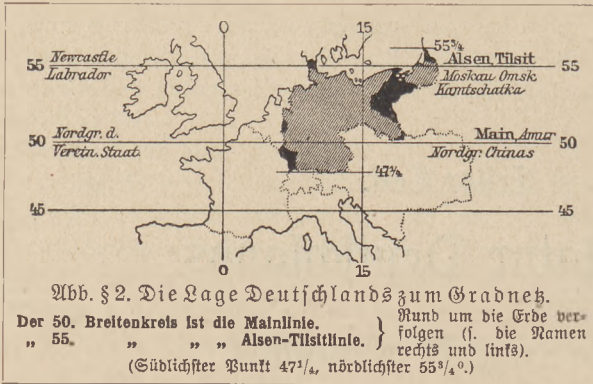 0 15
55¾
55 Newcastle Alsen, Tilsit 55
Labrador Moskau Omsk
Kamtschatka
50 Nordgr. d. Main, Amur 50
Verein. Staat. Nordgr. Chinas
47¼
45 45
0 15
Abb. § 2. Die Lage Deutſchlands zum Gradnetz.
Der 50. Breitenkreis ist die Mainlinie.
„ 55. „ „ „ Alsen-Tilsitlinie.
} Rund um die Erde ver-
folgen (ſ. die Namen
rechts und links).
(Südlichſter Punkt 47¹/₄, nördlichſter 55³/₄⁰.)